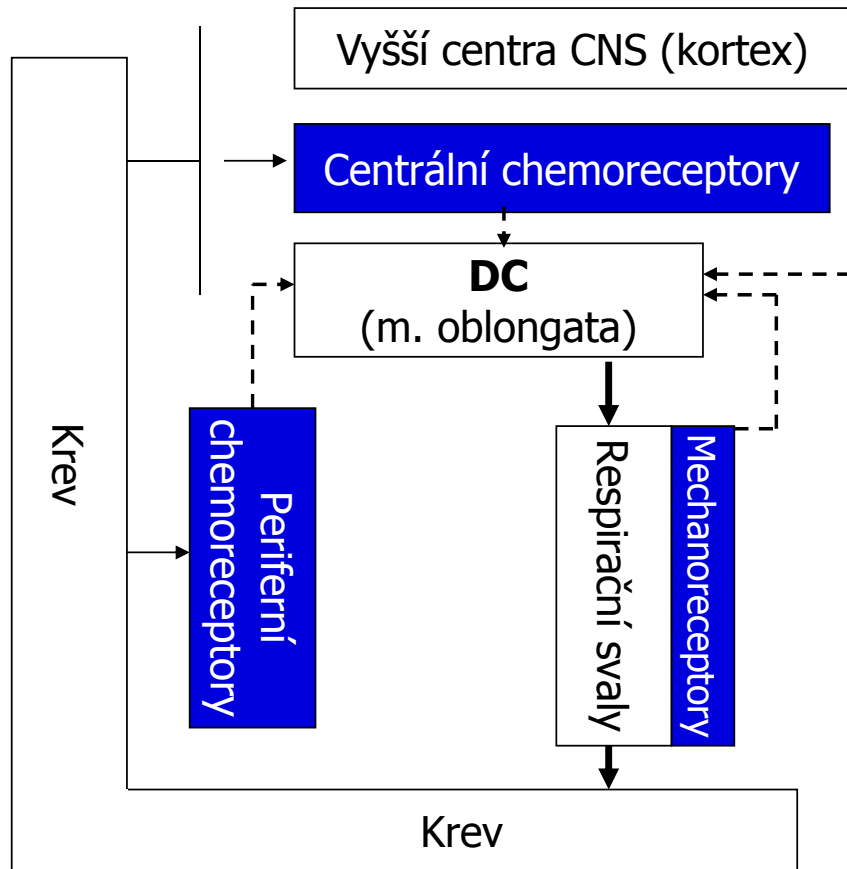 Vyšší centra CNS (kortex)
Centrální chemoreceptory
DC
(m. oblongata)
Krev
Periferní
chemoreceptory
Respirační svaly
Mechanoreceptory
Krev